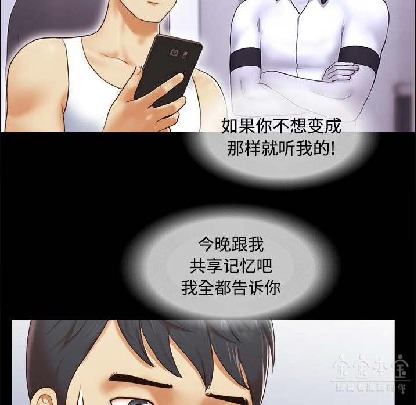 如果你不想变成
那样就听我的!
今晚跟我
共享记忆吧
我全都告诉你